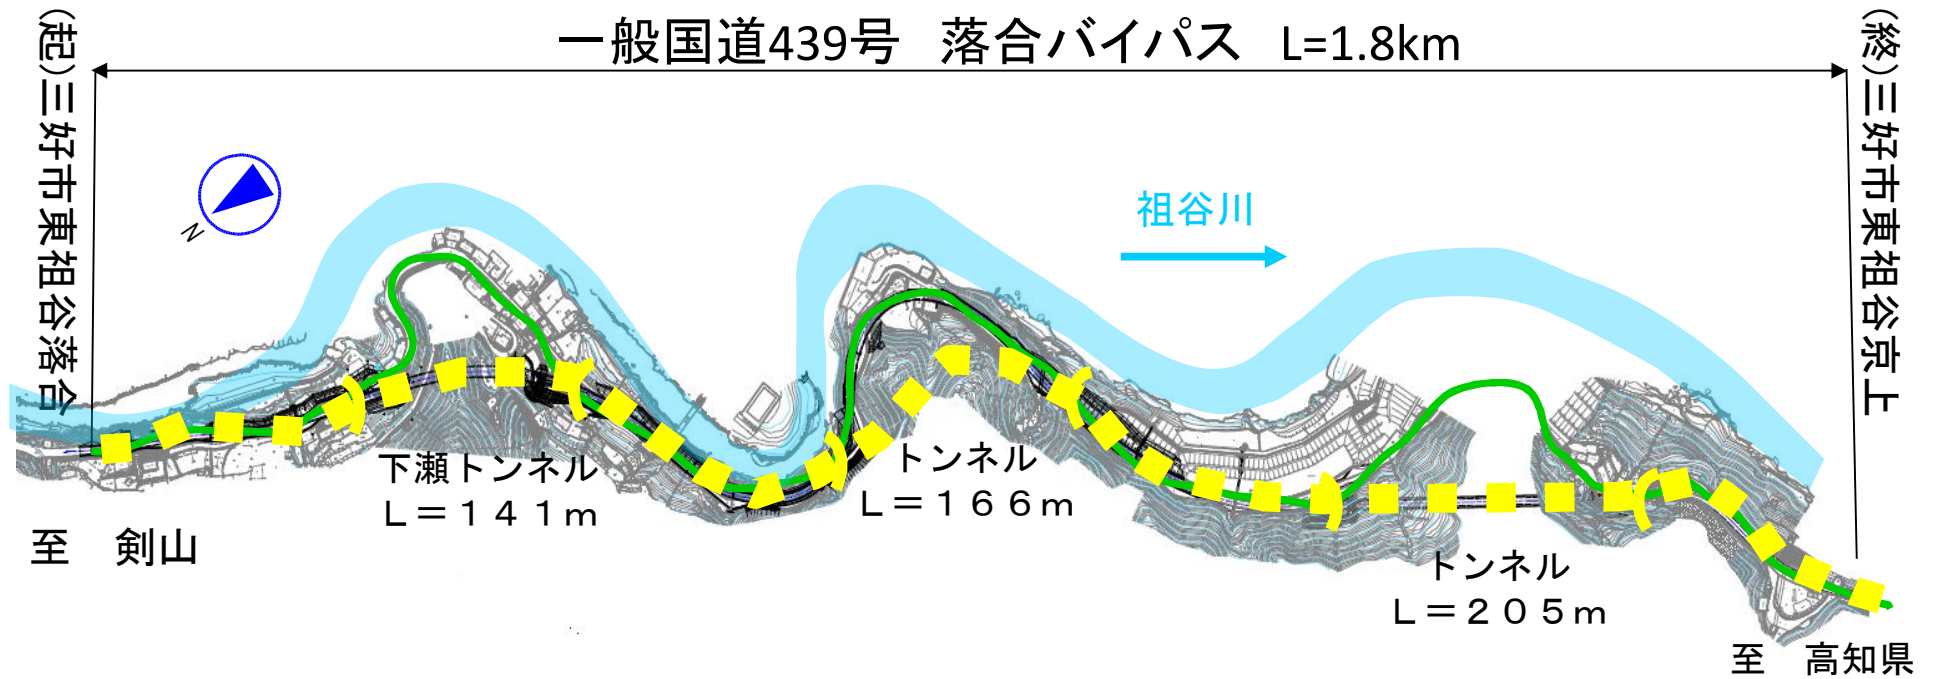 一般国道439号　落合バイパス　L=1.8km
(起)三好市東祖谷落合
(終)三好市東祖谷京上
N
祖谷川
下瀬トンネル
L＝１４１m
トンネル
L＝１６６m
トンネル
L＝２０５m
至　剣山
至　高知県